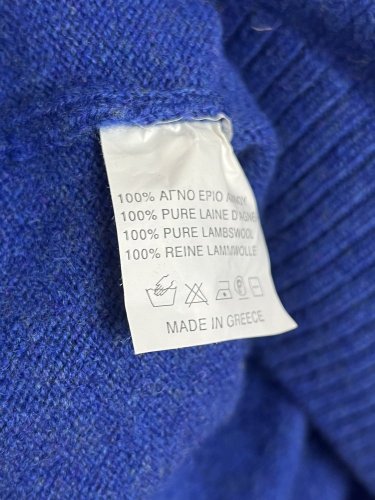 100% ΑΓΝΟ ΕΡΙΟ ΑΜΝΟΥ
100% PURE LAINE D'AGNEAU
100% PURE LAMBSWOOL
100% REINE LAMMWOLLE
MADE IN GREECE